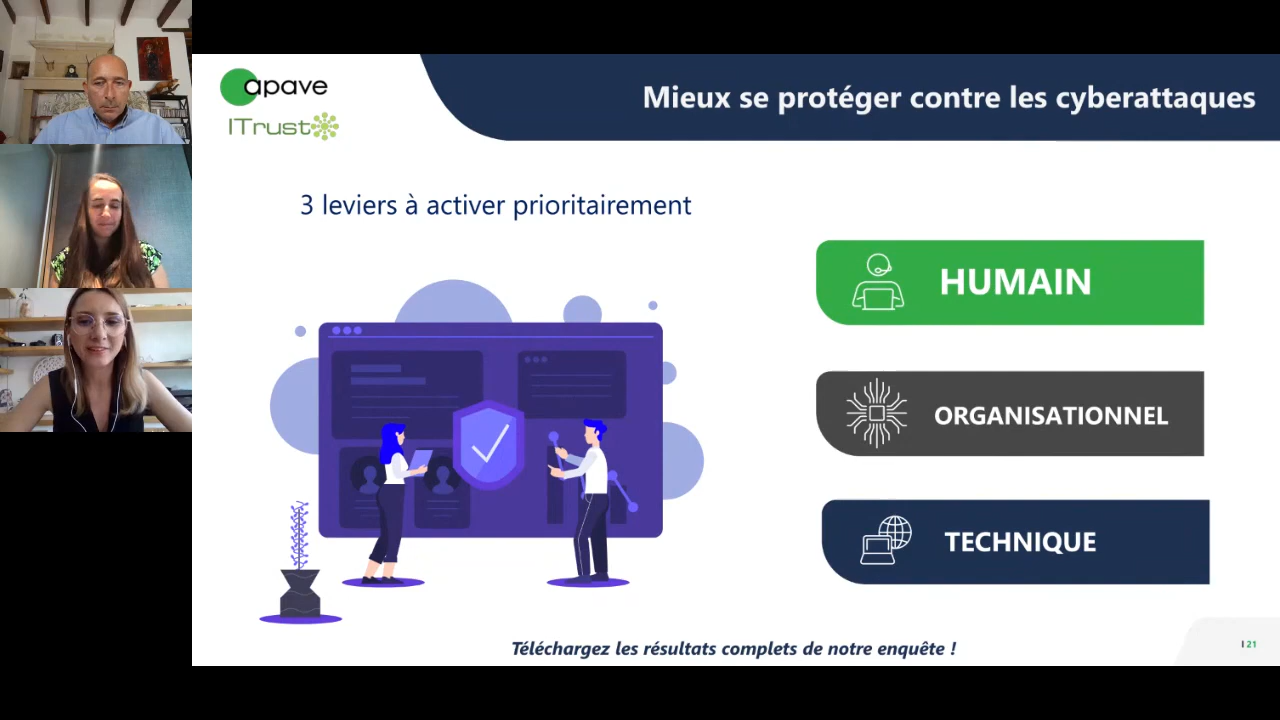 apave
ITrust
Mieux se protéger contre les cyberattaques
3 leviers à activer prioritairement
HUMAIN
ORGANISATIONNEL
TECHNIQUE
Téléchargez les résultats complets de notre enquête !
I 21